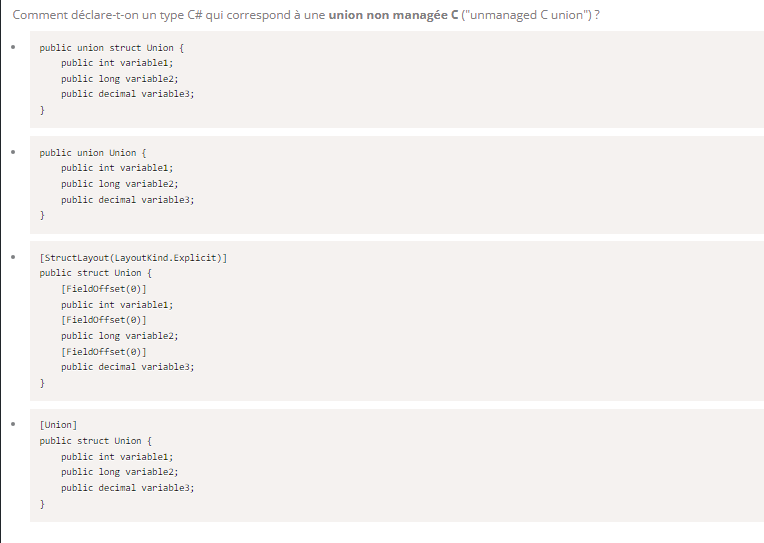 Comment déclare-t-on un type C# qui correspond à une union non managée C ("unmanaged C union") ?
public union struct Union {
public int variable1;
public long variable2;
public decimal variable3;
}
public union Union {
public int variable1;
public long variable2;
public decimal variable3;
}
[StructLayout(LayoutKind.Explicit)]
public struct Union {
[FieldOffset(0)]
public int variable1;
[FieldOffset(0)]
public long variable2;
[FieldOffset(0)]
public decimal variable3;
}
[Union]
public struct Union {
public int variable1;
public long variable2;
public decimal variable3;
}